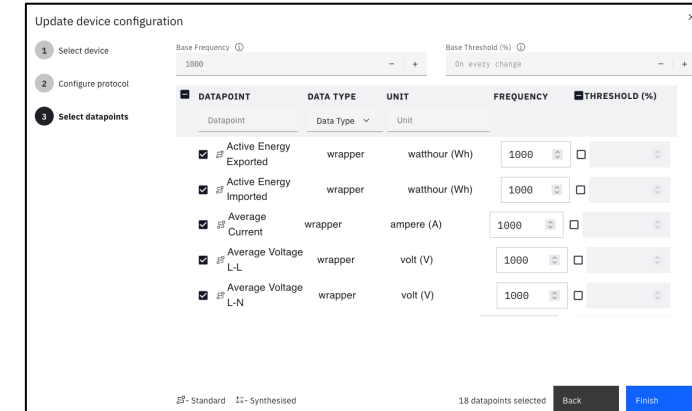 Update device configuration
1 Select device
2 Configure protocol
3 Select datapoints
Base Frequency
1000
Base Threshold (%)
On every change
DATAPOINT DATA TYPE UNIT FREQUENCY THRESHOLD (%)
Datapoint Data Type Unit
Active Energy
Exported wrapper watthour (Wh) 1000
Active Energy
Imported wrapper watthour (Wh) 1000
Average
Current wrapper ampere (A) 1000
Average Voltage
L-L wrapper volt (V) 1000
Average Voltage
L-N wrapper volt (V) 1000
- Standard - Synthesised 18 datapoints selected Back Finish